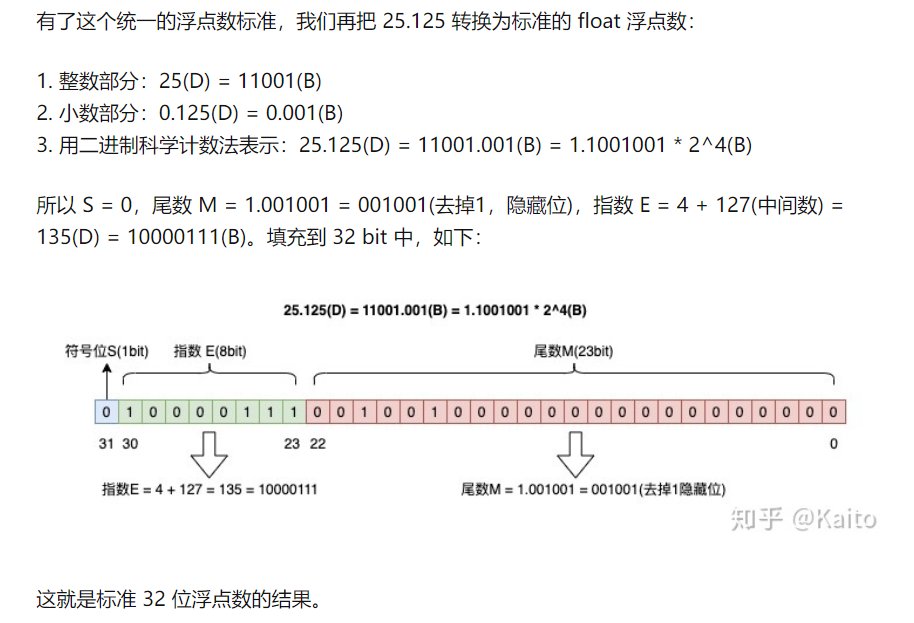 有了这个统一的浮点数标准，我们再把 25.125 转换为标准的 float 浮点数：
1. 整数部分：25(D) = 11001(B)
2. 小数部分：0.125(D) = 0.001(B)
3. 用二进制科学计数法表示：25.125(D) = 11001.001(B) = 1.1001001 * 2^4(B)
所以 S = 0，尾数 M = 1.001001 = 001001(去掉1，隐藏位)，指数 E = 4 + 127(中间数) =
135(D) = 10000111(B)。填充到 32 bit 中，如下：
25.125(D) = 11001.001(B) = 1.1001001 * 2^4(B)
符号位S(1bit) 指数 E(8bit) 尾数M(23bit)
0 1 0 0 0 0 1 1 1 0 0 1 0 0 1 0 0 0 0 0 0 0 0 0 0 0 0 0 0 0 0 0
31 30 23 22 0
指数E = 4 + 127 = 135 = 10000111 尾数M = 1.001001 = 001001(去掉1隐藏位)
知乎 @Kaito
这就是标准 32 位浮点数的结果。